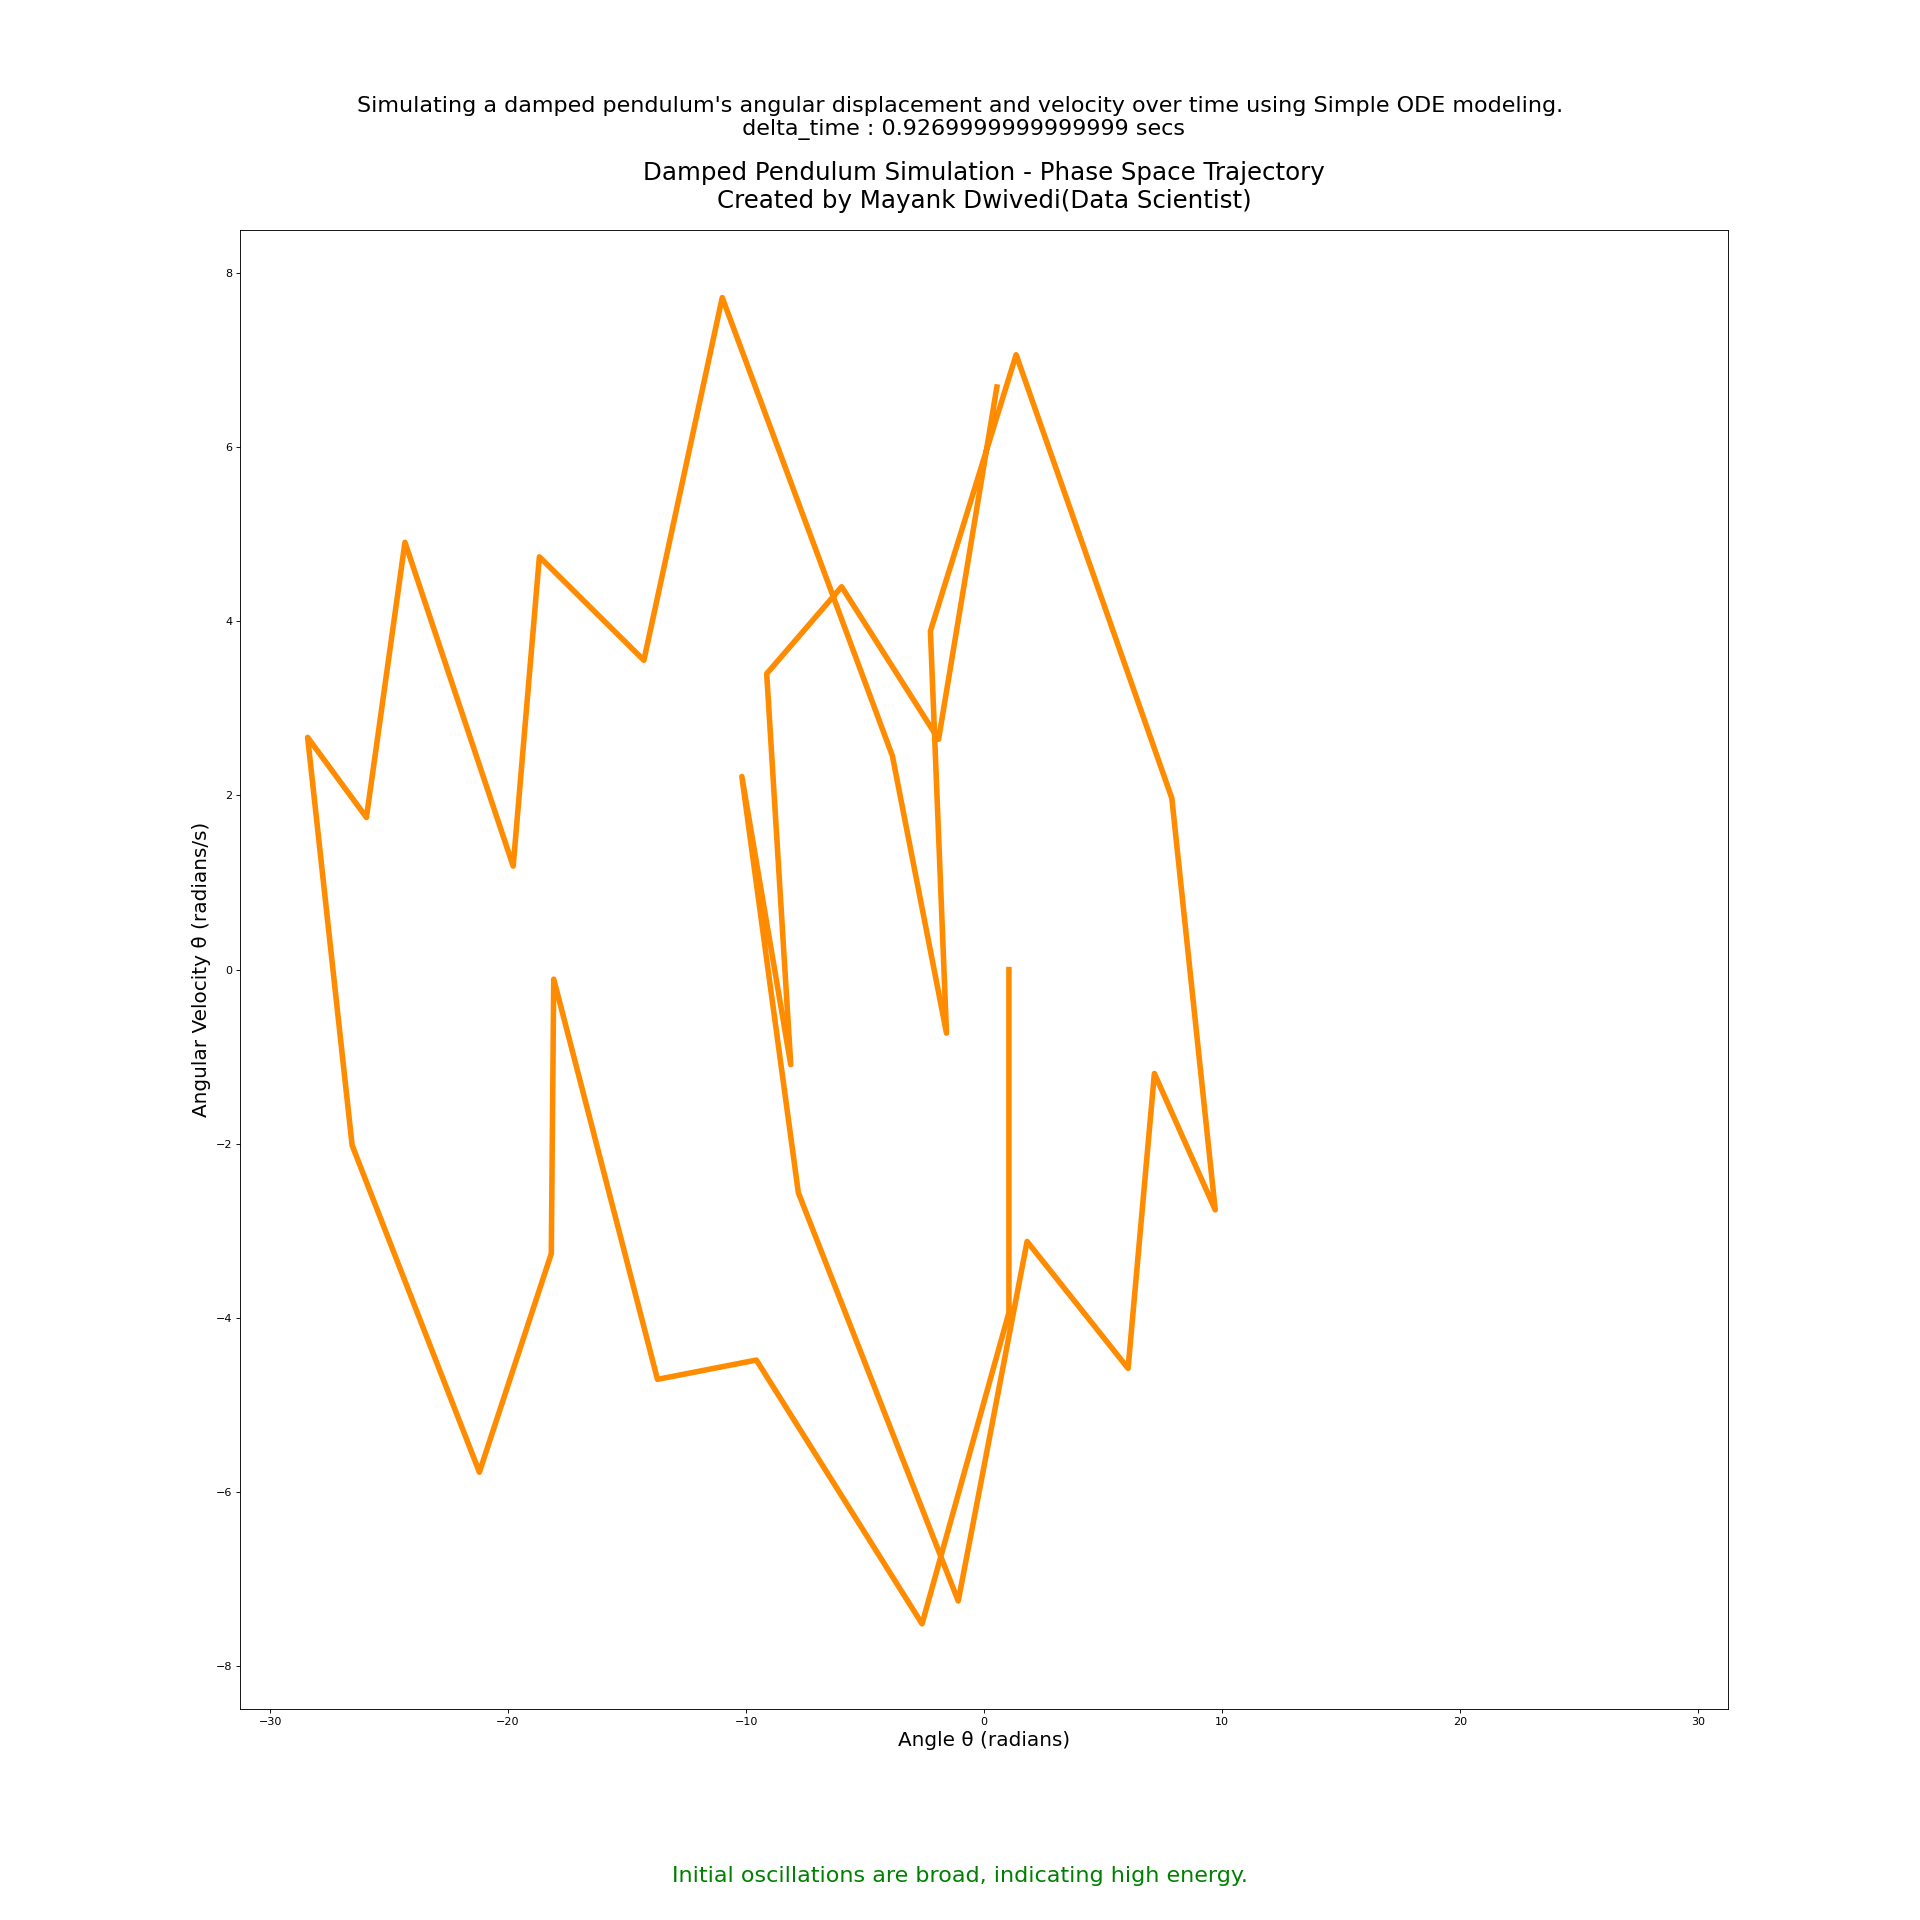 Simulating a damped pendulum's angular displacement and velocity over time using Simple ODE modeling.
delta_time : 0.9269999999999999 secs
Damped Pendulum Simulation - Phase Space Trajectory
Created by Mayank Dwivedi(Data Scientist)
8
6
4
2
0
−2
−4
−6
−8
Angular Velocity θ̇ (radians/s)
−30
−20
−10
0
10
20
30
Angle θ (radians)
Initial oscillations are broad, indicating high energy.